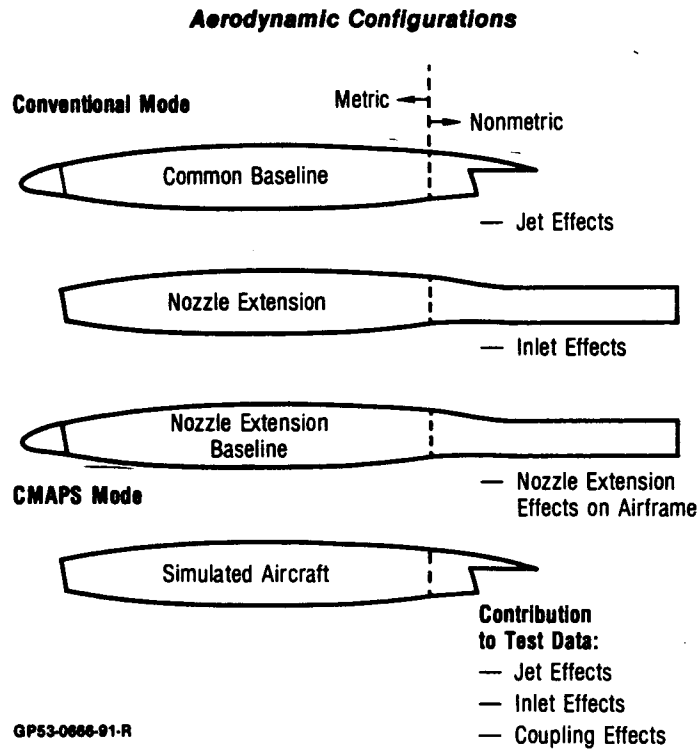 Aerodynamic Configurations
Conventional Mode
Metric
Nonmetric
Common Baseline
— Jet Effects
Nozzle Extension
— Inlet Effects
Nozzle Extension
Baseline
— Nozzle Extension
Effects on Airframe
CMAPS Mode
Simulated Aircraft
Contribution
to Test Data:
— Jet Effects
— Inlet Effects
— Coupling Effects
GP53-0666-91-R